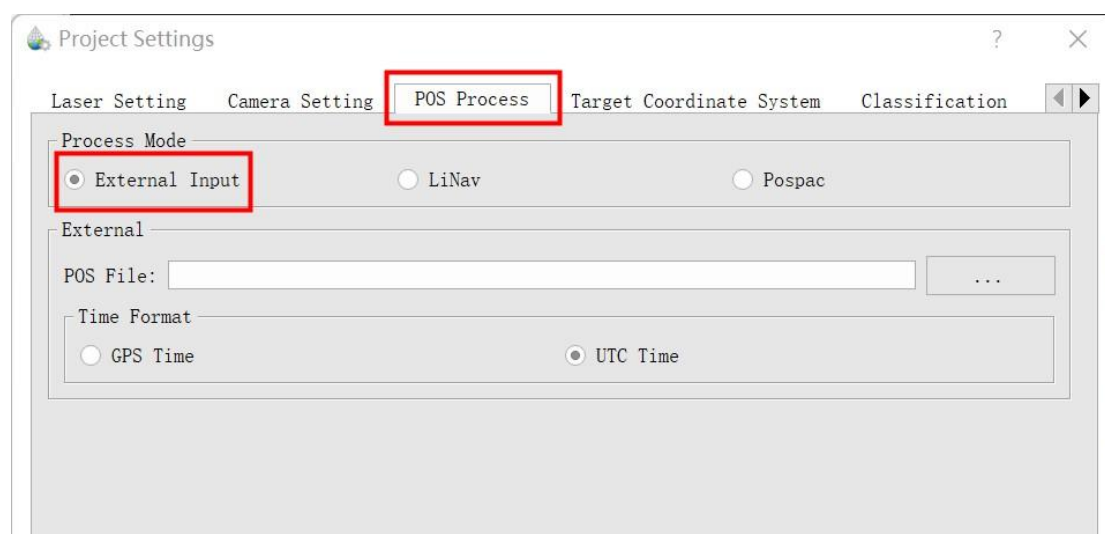 Project Settings ?
Laser Setting Camera Setting POS Process Target Coordinate System Classification
Process Mode
External Input LiNav Pospac
External
POS File: ...
Time Format
GPS Time UTC Time